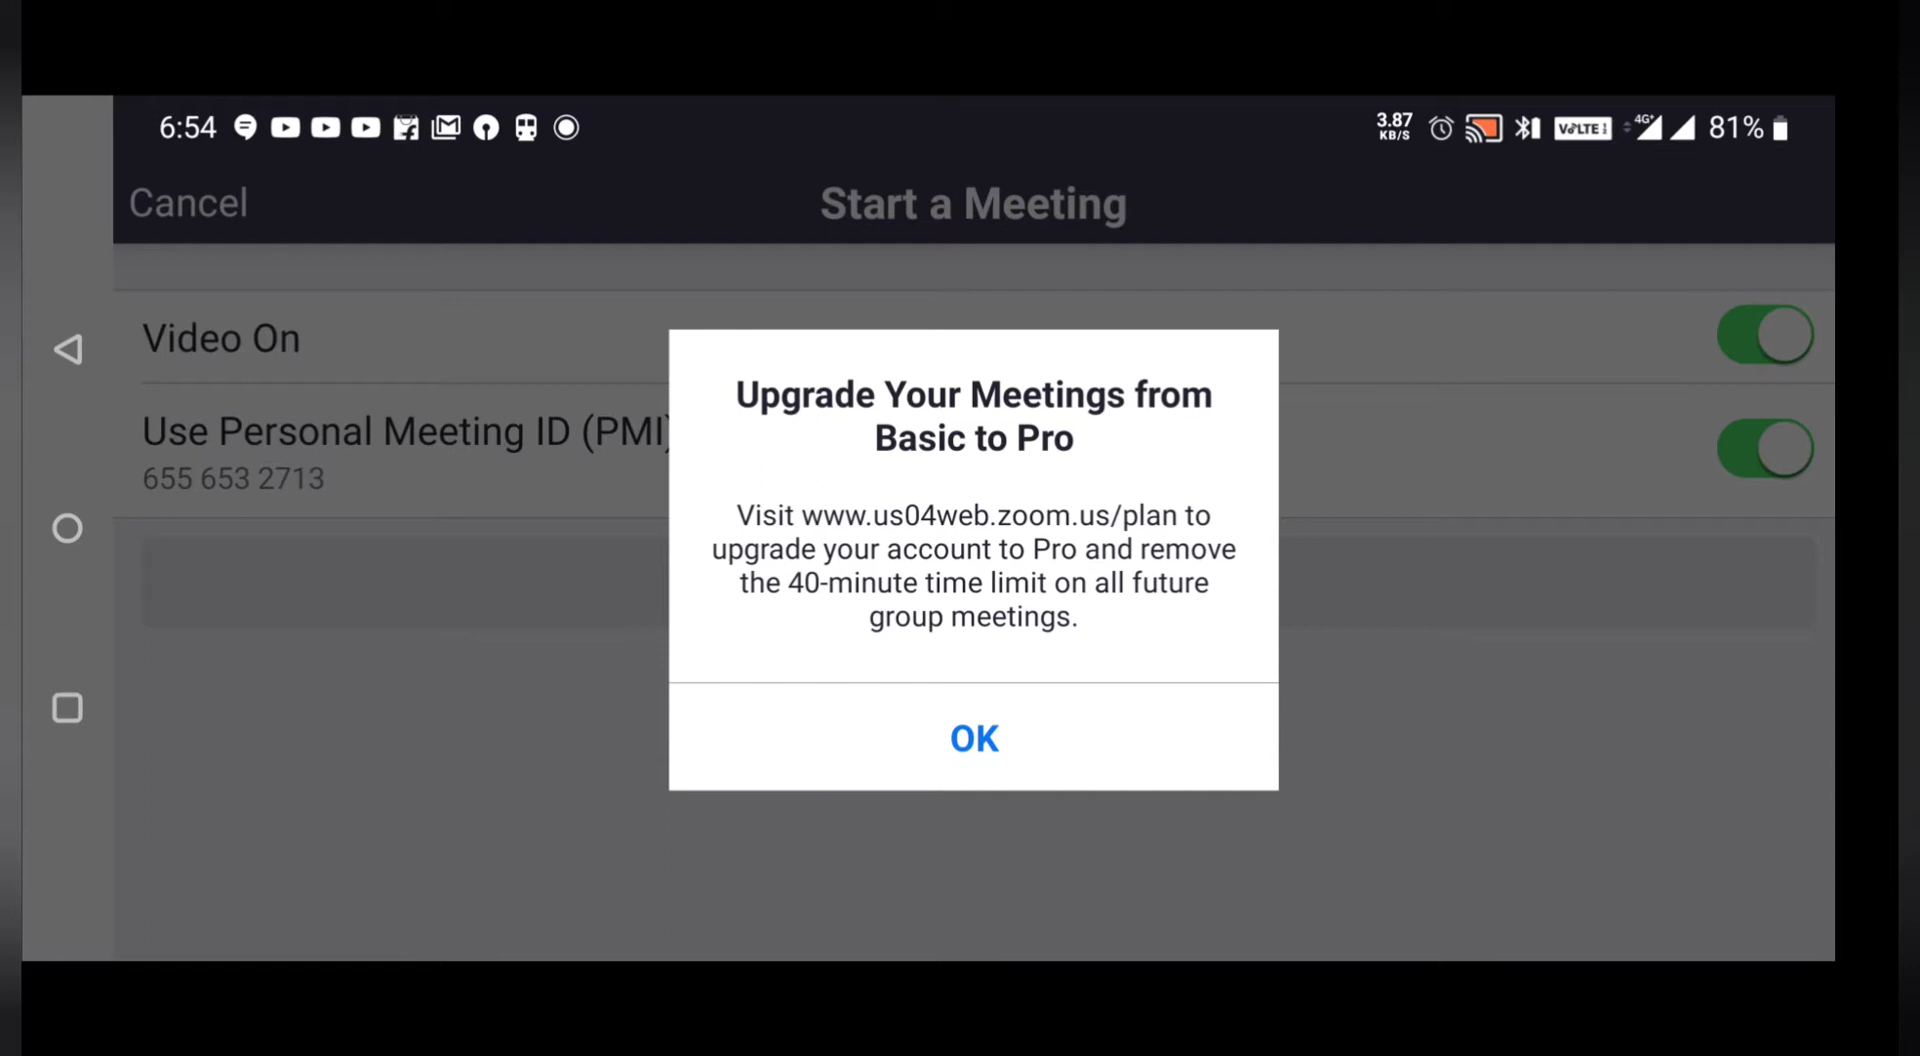 6:54 3.87 KB/S VoLTE 4G+ 81%
Cancel Start a Meeting
Video On
Use Personal Meeting ID (PMI)
655 653 2713
Upgrade Your Meetings from
Basic to Pro
Visit www.us04web.zoom.us/plan to
upgrade your account to Pro and remove
the 40-minute time limit on all future
group meetings.
OK